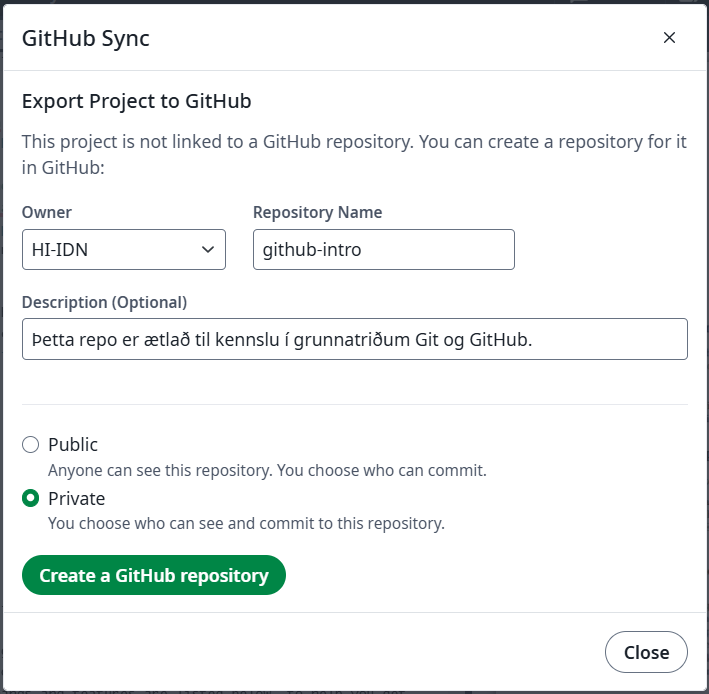 GitHub Sync
Export Project to GitHub
This project is not linked to a GitHub repository. You can create a repository for it
in GitHub:
Owner
Repository Name
HI-IDN
github-intro
Description (Optional)
Þetta repo er ætlað til kennslu í grunnatriðum Git og GitHub.
Public
Anyone can see this repository. You choose who can commit.
Private
You choose who can see and commit to this repository.
Create a GitHub repository
Close